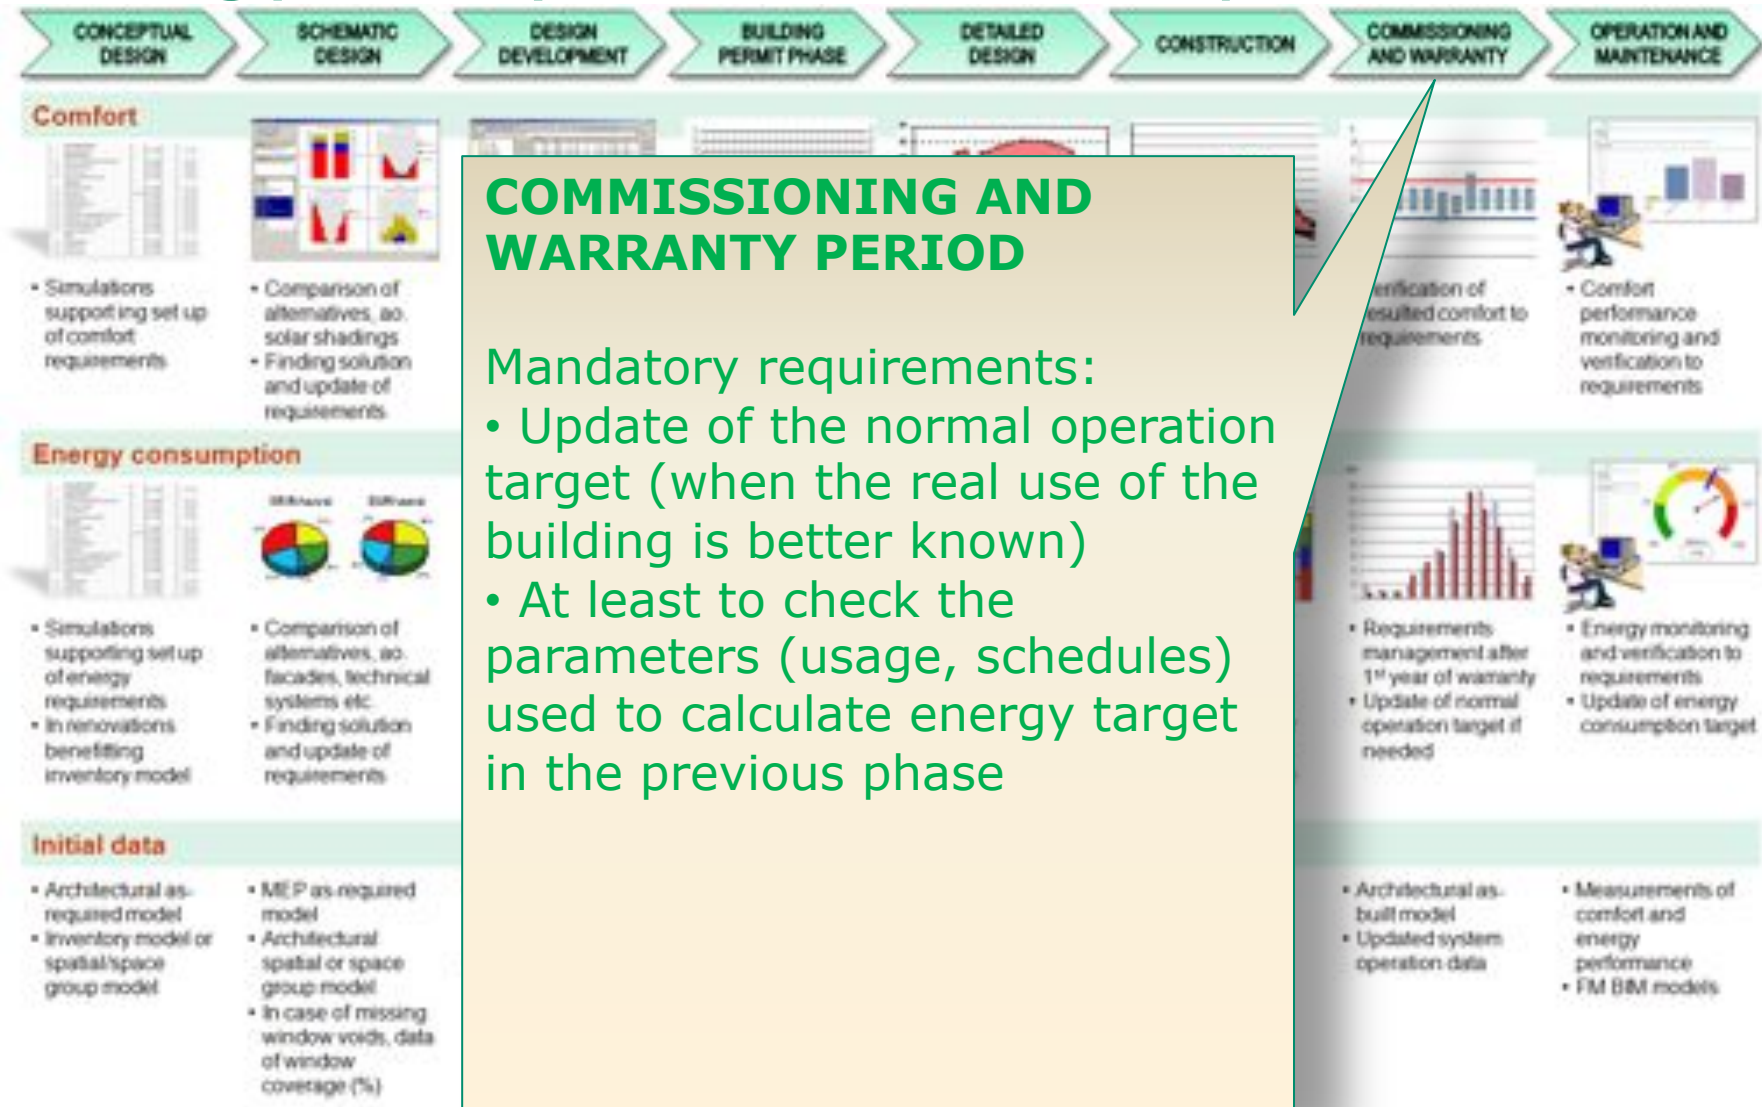 CONCEPTUAL
DESIGN
SCHEMATIC
DESIGN
DESIGN
DEVELOPMENT
BUILDING
PERMIT PHASE
DETAILED
DESIGN
CONSTRUCTION
COMMISSIONING
AND WARRANTY
OPERATION AND
MAINTENANCE
Comfort
• Simulations
supporting set up
of comfort
requirements
• Comparison of
alternatives, ao.
solar shadings
• Finding solution
and update of
requirements
COMMISSIONING AND
WARRANTY PERIOD
Mandatory requirements:
• Update of the normal operation
target (when the real use of the
building is better known)
• At least to check the
parameters (usage, schedules)
used to calculate energy target
in the previous phase
erification of
esulted comfort to
requirements
• Comfort
performance
monitoring and
verification to
requirements
Energy consumption
• Simulations
supporting set up
of energy
requirements
• In renovations
benefitting
inventory model
• Comparison of
alternatives, ao.
facades, technical
systems etc.
• Finding solution
and update of
requirements
• Requirements
management after
1st year of warranty
• Update of normal
operation target if
needed
• Energy monitoring
and verification to
requirements
• Update of energy
consumption target
Initial data
• Architectural as-
required model
• Inventory model or
spatial/space
group model
• MEP as-required
model
• Architectural
spatial or space
group model
• In case of missing
window voids, data
of window
coverage (%)
• Architectural as-
built model
• Updated system
operation data
• Measurements of
comfort and
energy
performance
• FM BIM models